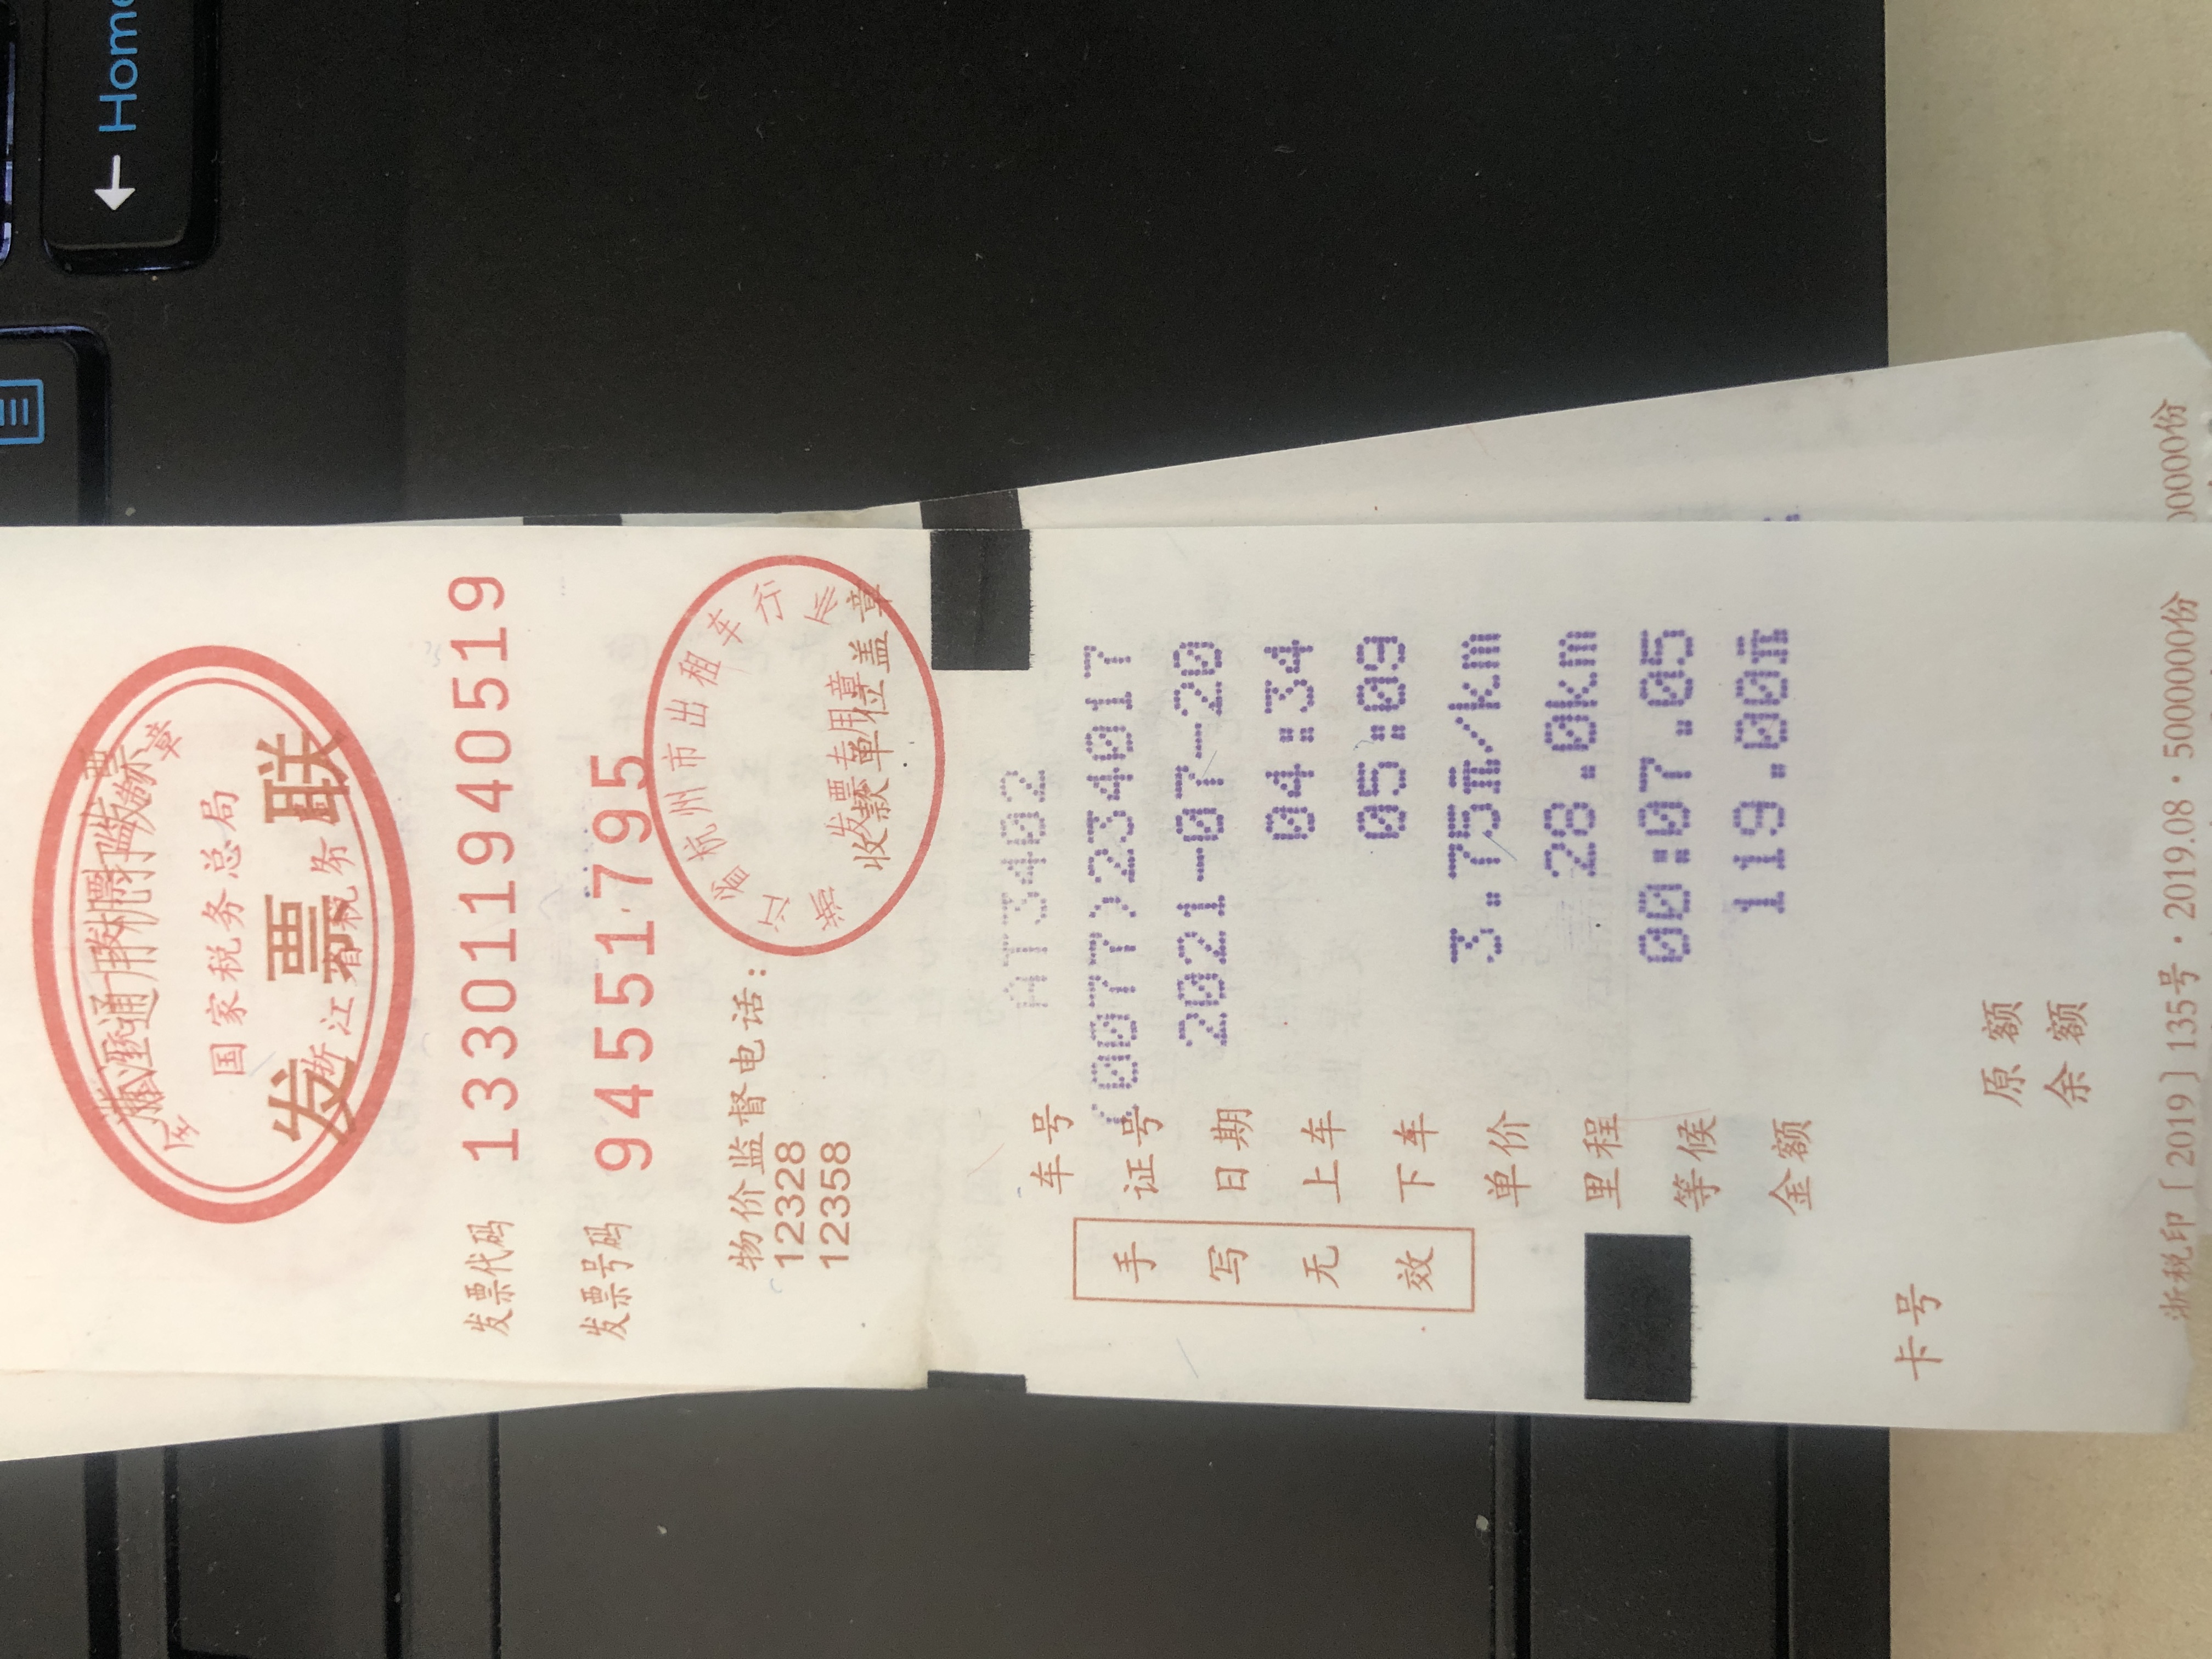 Home
浙江通用机打发票
全国统一发票监制章
国家税务总局
发票联
浙江省税务局
发票代码 133011940519
发票号码 94551795
浙江省杭州市出租车行业
物价监督电话：
12328
12358
发票专用章
收款单位盖章
车号 AT3402
证号 (0077)234017
日期 2021-07-20
上车 04:34
下车 05:09
单价 3.75元/km
里程 28.0km
等候 00:07.05
金额 119.00元
手写无效
卡号
原额
余额
浙税印〔2019〕135号·2019.08·5000000份
00000份